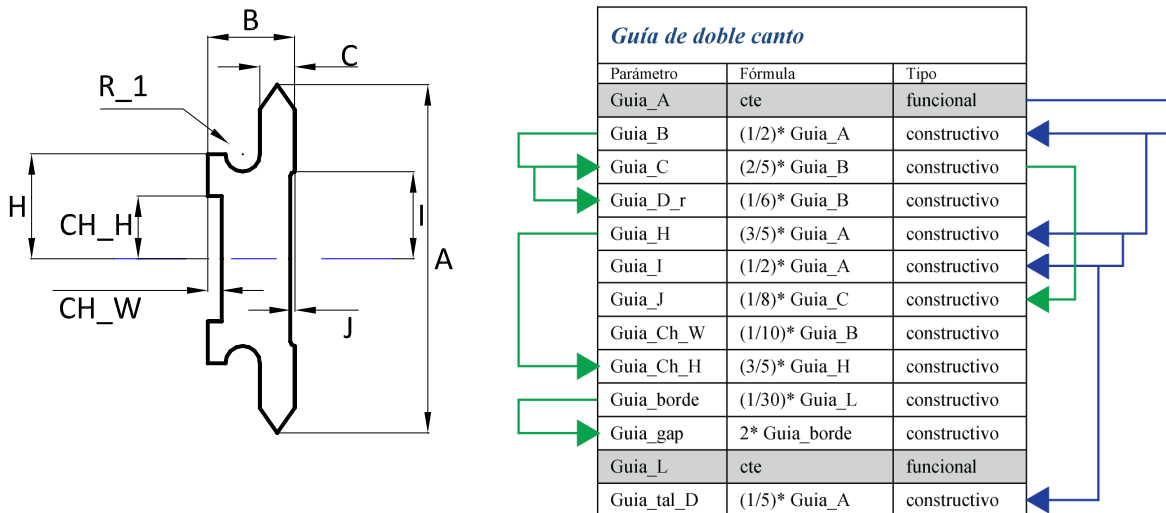 B
C
R_1
H
CH_H
I
A
CH_W
J
Guía de doble canto
Parámetro Fórmula Tipo
Guia_A cte funcional
Guia_B (1/2)* Guia_A constructivo
Guia_C (2/5)* Guia_B constructivo
Guia_D_r (1/6)* Guia_B constructivo
Guia_H (3/5)* Guia_A constructivo
Guia_I (1/2)* Guia_A constructivo
Guia_J (1/8)* Guia_C constructivo
Guia_Ch_W (1/10)* Guia_B constructivo
Guia_Ch_H (3/5)* Guia_H constructivo
Guia_borde (1/30)* Guia_L constructivo
Guia_gap 2* Guia_borde constructivo
Guia_L cte funcional
Guia_tal_D (1/5)* Guia_A constructivo